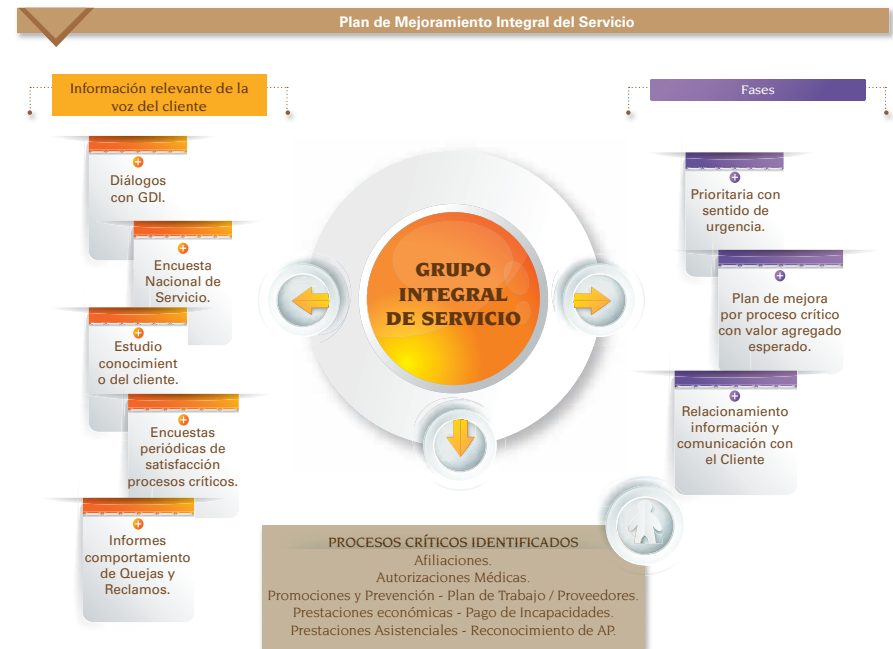 Plan de Mejoramiento Integral del Servicio
Información relevante de la
voz del cliente
Diálogos
con GDI.
Encuesta
Nacional de
Servicio.
Estudio
conocimient
o del cliente.
Encuestas
periódicas de
satisfacción
procesos críticos.
Informes
comportamiento
de Quejas y
Reclamos.
GRUPO
INTEGRAL
DE SERVICIO
Fases
Prioritaria con
sentido de
urgencia.
Plan de mejora
por proceso crítico
con valor agregado
esperado.
Relacionamiento
información y
comunicación con
el Cliente
PROCESOS CRÍTICOS IDENTIFICADOS
Afiliaciones.
Autorizaciones Médicas.
Promociones y Prevención - Plan de Trabajo / Proveedores.
Prestaciones económicas - Pago de Incapacidades.
Prestaciones Asistenciales - Reconocimiento de AP.